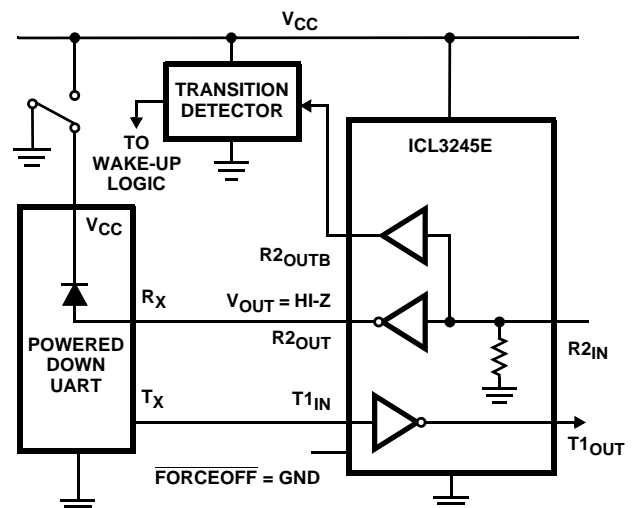 VCC
TRANSITION
DETECTOR
TO
WAKE-UP
LOGIC
ICL3245E
VCC
R2OUTB
RX
VOUT = HI-Z
POWERED
DOWN
UART
R2OUT
R2IN
TX
T1IN
T1OUT
FORCEOFF = GND